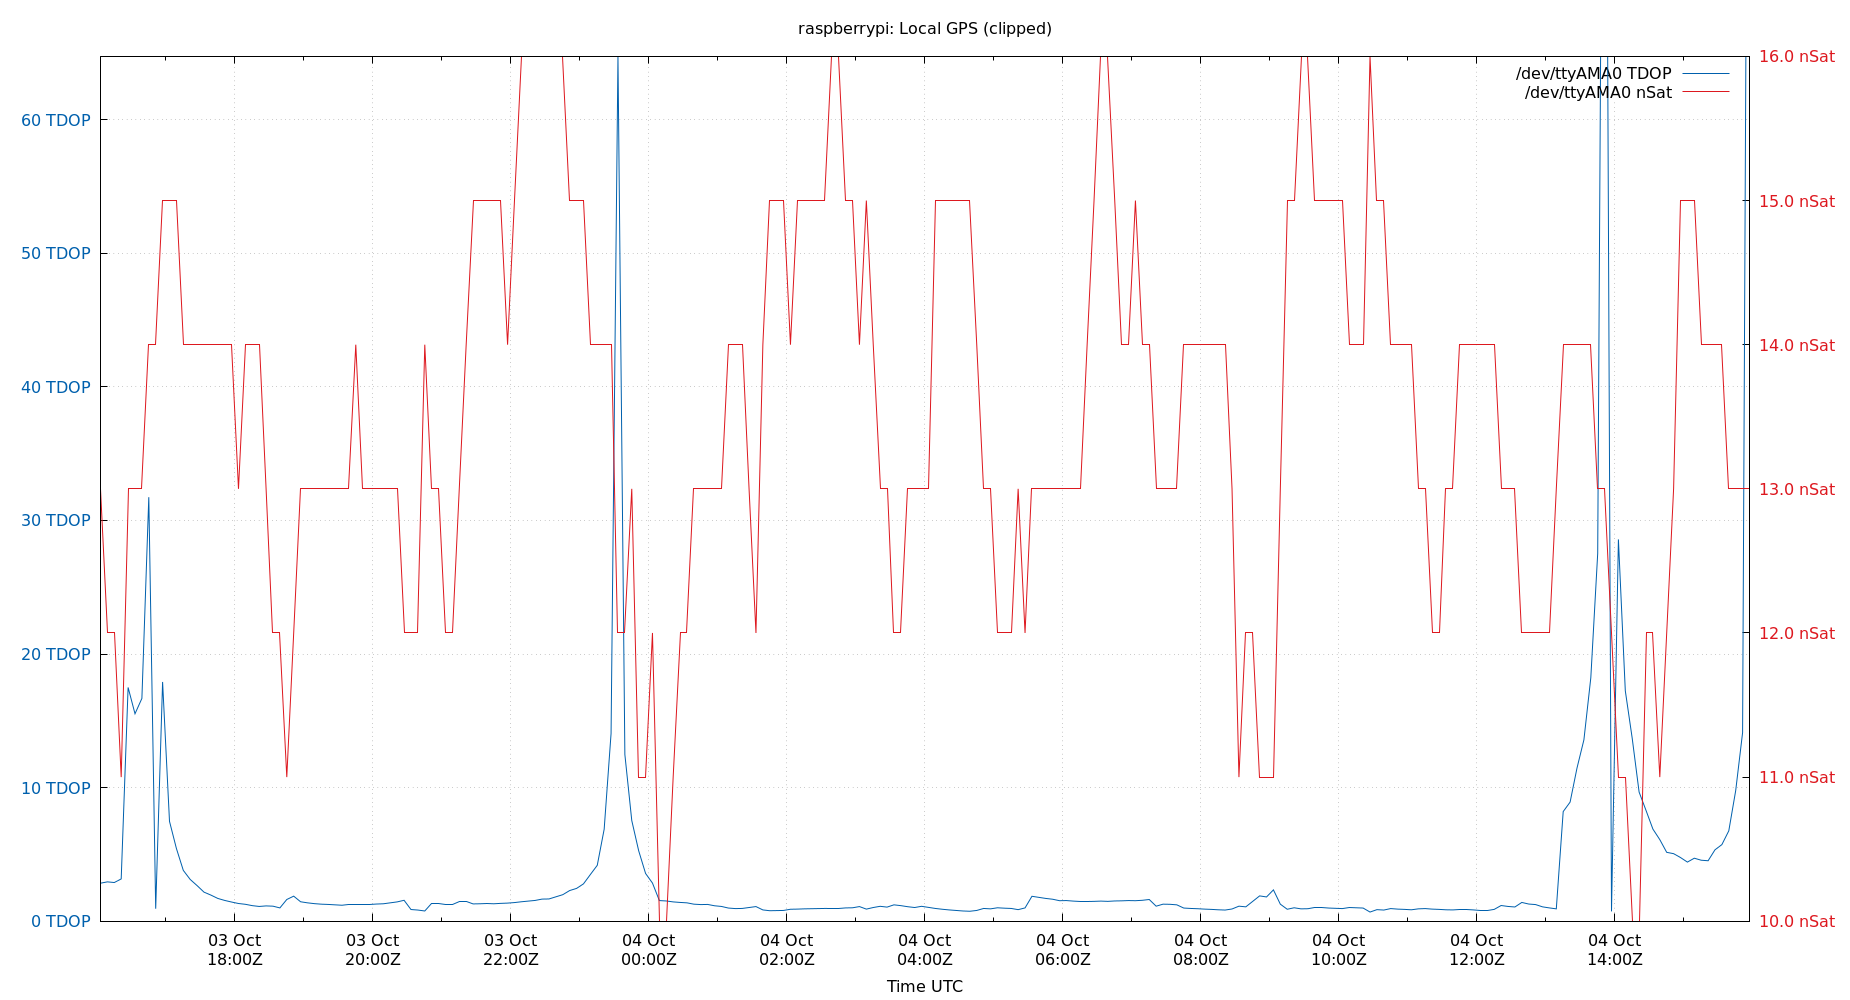 raspberrypi: Local GPS (clipped)
16.0 nSat
/dev/ttyAMA0 TDOP
/dev/ttyAMA0 nSat
60 TDOP
15.0 nSat
50 TDOP
14.0 nSat
40 TDOP
13.0 nSat
30 TDOP
12.0 nSat
20 TDOP
11.0 nSat
10 TDOP
0 TDOP
10.0 nSat
03 Oct 03 Oct 03 Oct 04 Oct 04 Oct 04 Oct 04 Oct 04 Oct 04 Oct 04 Oct 04 Oct
18:00Z 20:00Z 22:00Z 00:00Z 02:00Z 04:00Z 06:00Z 08:00Z 10:00Z 12:00Z 14:00Z
Time UTC